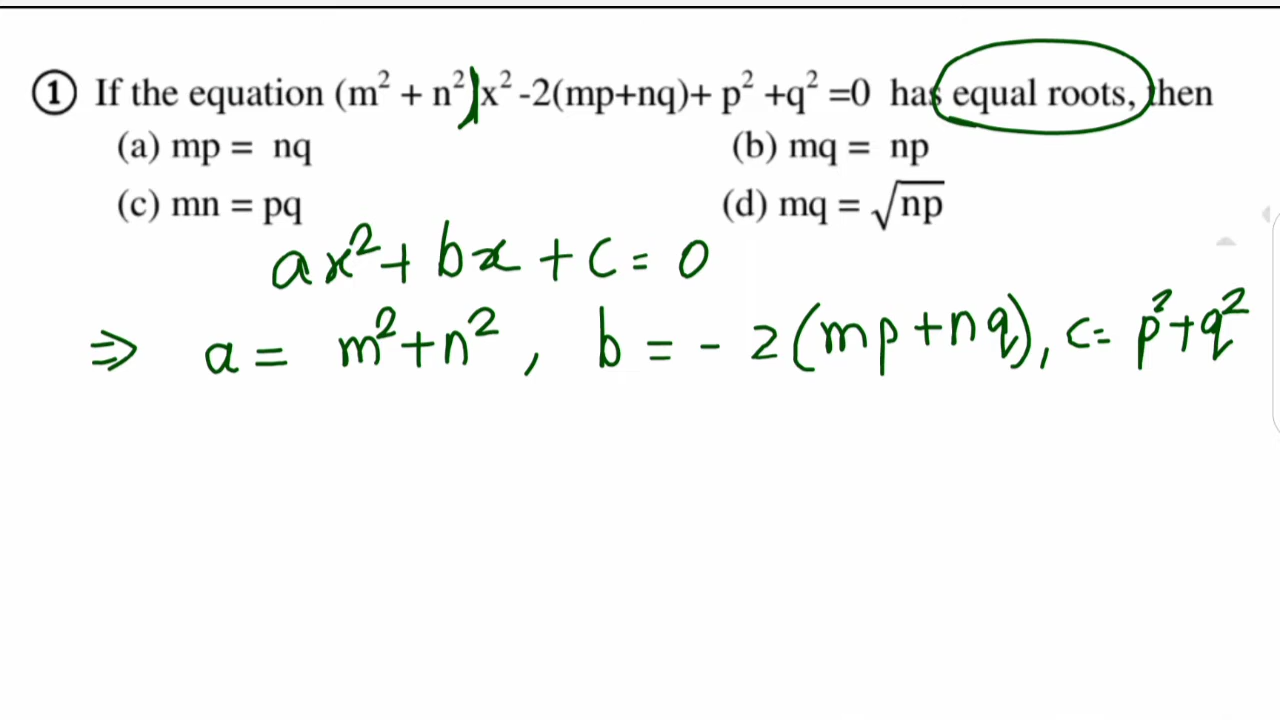 ① If the equation (m² + n²)x² -2(mp+nq)+ p² +q² =0 has equal roots, then
(a) mp = nq (b) mq = np
(c) mn = pq (d) mq = √np
ax²+bx+c=0
⇒ a= m²+n², b=-2(mp+nq), c=p²+q²